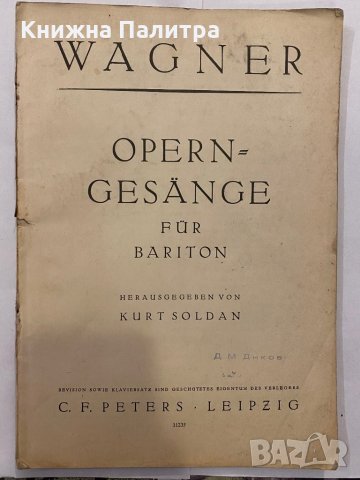 Книжна Палитра
WAGNER
OPERN=
GESÄNGE
FÜR
BARITON
HERAUSGEGEBEN VON
KURT SOLDAN
REVISION SOWIE KLAVIERSATZ SIND GESCHÜTZTES EIGENTUM DES VERLEGERS
C. F. PETERS · LEIPZIG
BAZAR